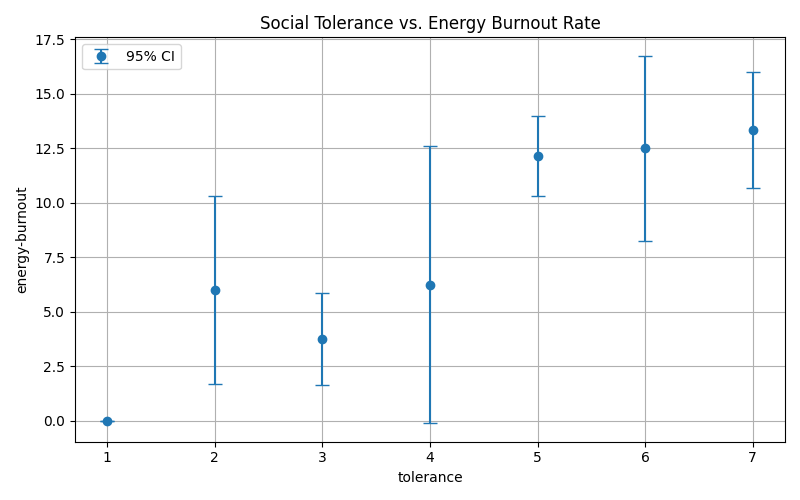 Social Tolerance vs. Energy Burnout Rate
95% CI
energy-burnout
17.5
15.0
12.5
10.0
7.5
5.0
2.5
0.0
1 2 3 4 5 6 7
tolerance